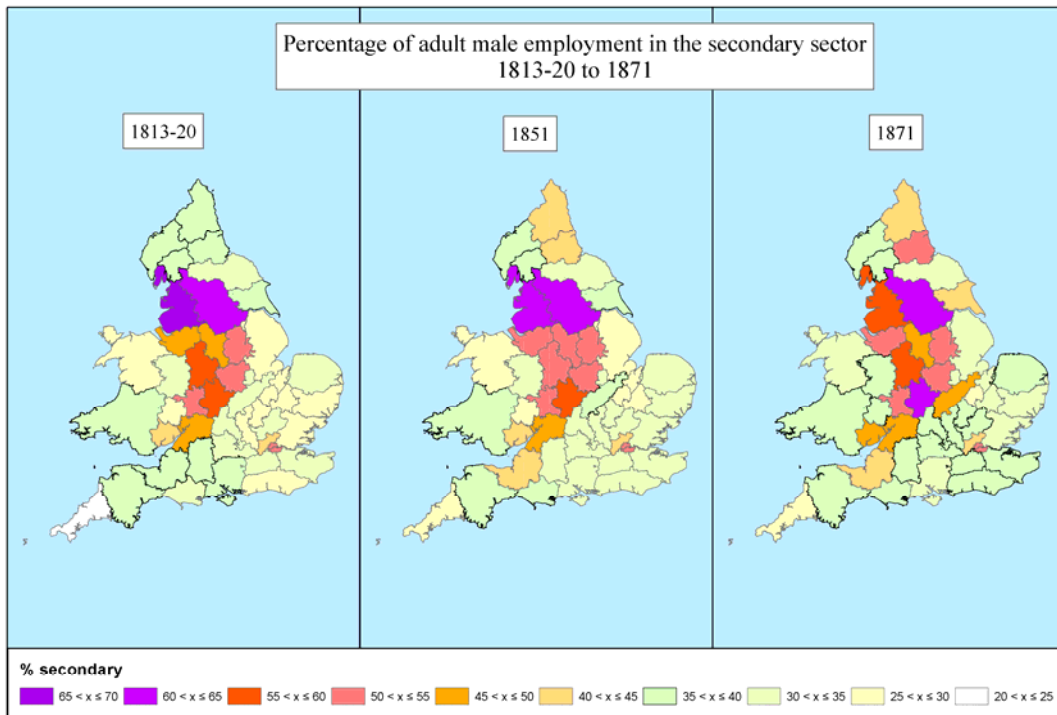 Percentage of adult male employment in the secondary sector
1813-20 to 1871
1813-20
1851
1871
% secondary
65 < x ≤ 70
60 < x ≤ 65
55 < x ≤ 60
50 < x ≤ 55
45 < x ≤ 50
40 < x ≤ 45
35 < x ≤ 40
30 < x ≤ 35
25 < x ≤ 30
20 < x ≤ 25